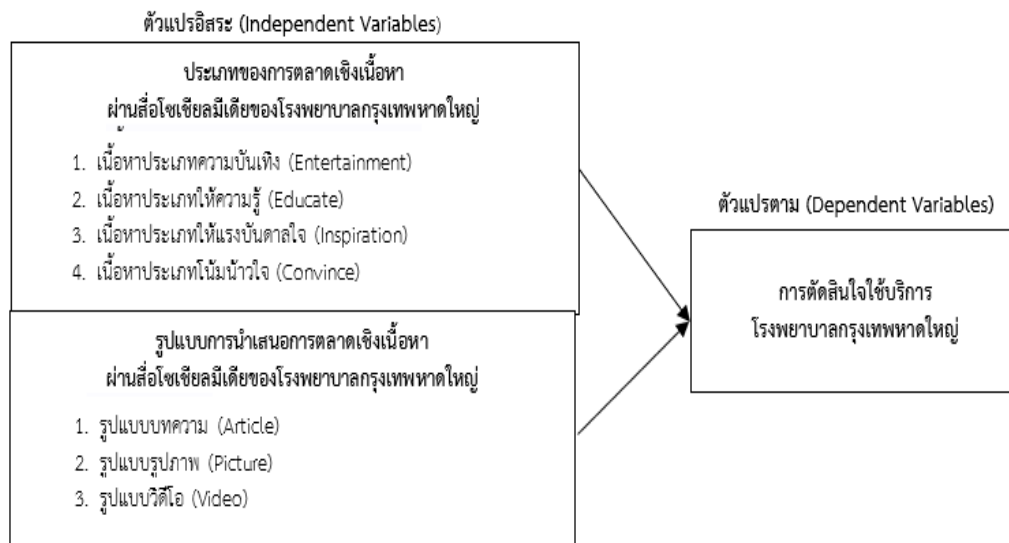 ตัวแปรอิสระ (Independent Variables)
ประเภทของการตลาดเชิงเนื้อหา
ผ่านสื่อโซเชียลมีเดียของโรงพยาบาลกรุงเทพหาดใหญ่
1. เนื้อหาประเภทความบันเทิง (Entertainment)
2. เนื้อหาประเภทให้ความรู้ (Educate)
3. เนื้อหาประเภทให้แรงบันดาลใจ (Inspiration)
4. เนื้อหาประเภทโน้มน้าวใจ (Convince)
รูปแบบการนำเสนอการตลาดเชิงเนื้อหา
ผ่านสื่อโซเชียลมีเดียของโรงพยาบาลกรุงเทพหาดใหญ่
1. รูปแบบบทความ (Article)
2. รูปแบบรูปภาพ (Picture)
3. รูปแบบวิดีโอ (Video)
ตัวแปรตาม (Dependent Variables)
การตัดสินใจใช้บริการ
โรงพยาบาลกรุงเทพหาดใหญ่